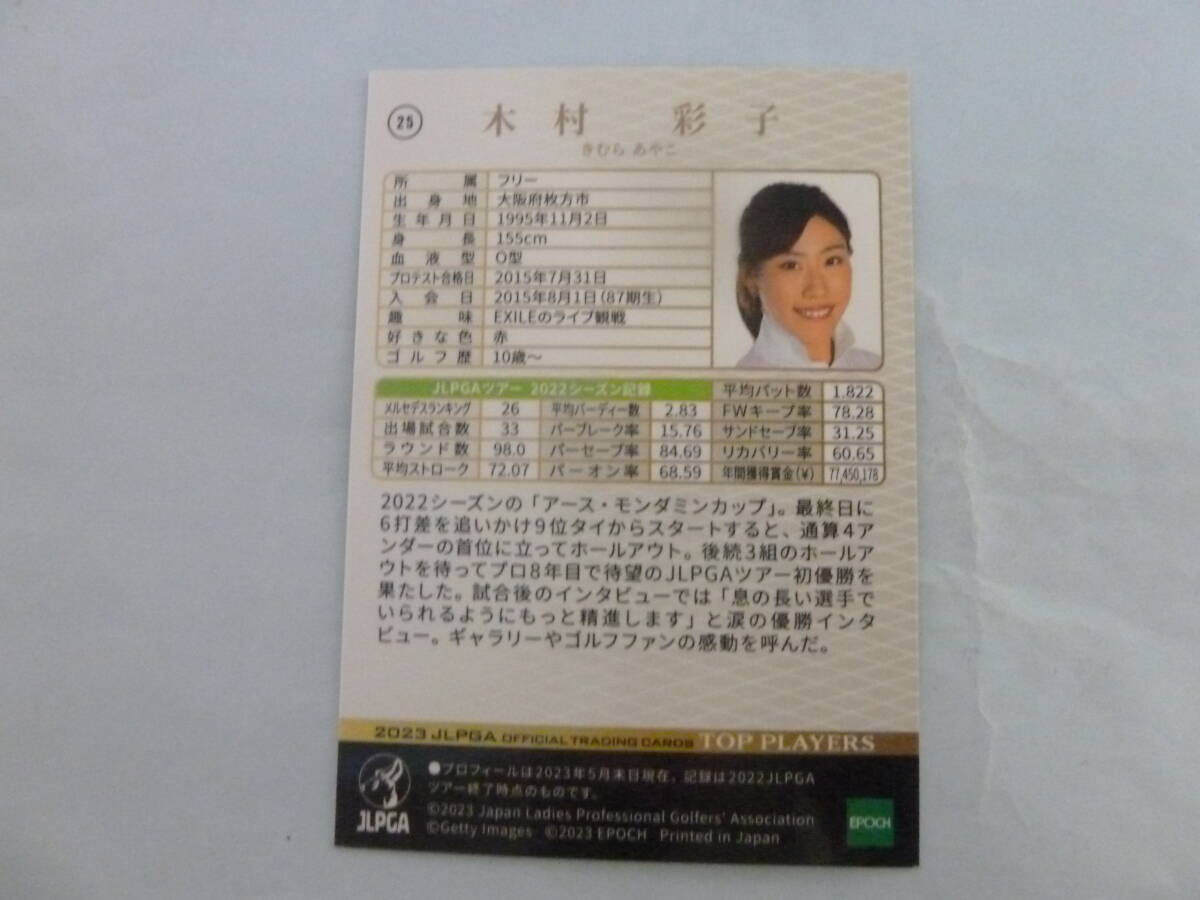 25
木村 彩子
きむら あやこ
所属 フリー
出身地 大阪府枚方市
生年月日 1995年11月2日
身長 155cm
血液型 O型
プロテスト合格日 2015年7月31日
入会日 2015年8月1日(87期生)
趣味 EXILEのライブ観戦
好きな色 赤
ゴルフ歴 10歳〜
JLPGAツアー 2022シーズン記録 平均パット数 1.822
メルセデスランキング 26 平均バーディー数 2.83 FWキープ率 78.28
出場試合数 33 パーブレーク率 15.76 サンドセーブ率 31.25
ラウンド数 98.0 パーセーブ率 84.69 リカバリー率 60.65
平均ストローク 72.07 パーオン率 68.59 年間獲得賞金(¥) 77,450,178
2022シーズンの「アース・モンダミンカップ」。最終日に
6打差を追いかけ9位タイからスタートすると、通算4ア
ンダーの首位に立ってホールアウト。後続3組のホールア
ウトを待ってプロ8年目で待望のJLPGAツアー初優勝を
果たした。試合後のインタビューでは「息の長い選手で
いられるようにもっと精進します」と涙の優勝インタ
ビュー。ギャラリーやゴルフファンの感動を呼んだ。
2023 JLPGA OFFICIAL TRADING CARDS TOP PLAYERS
●プロフィールは2023年5月末日現在、記録は2022JLPGA
ツアー終了時点のものです。
©2023 Japan Ladies Professional Golfers' Association
©Getty Images ©2023 EPOCH Printed in Japan
JLPGA
EPOCH